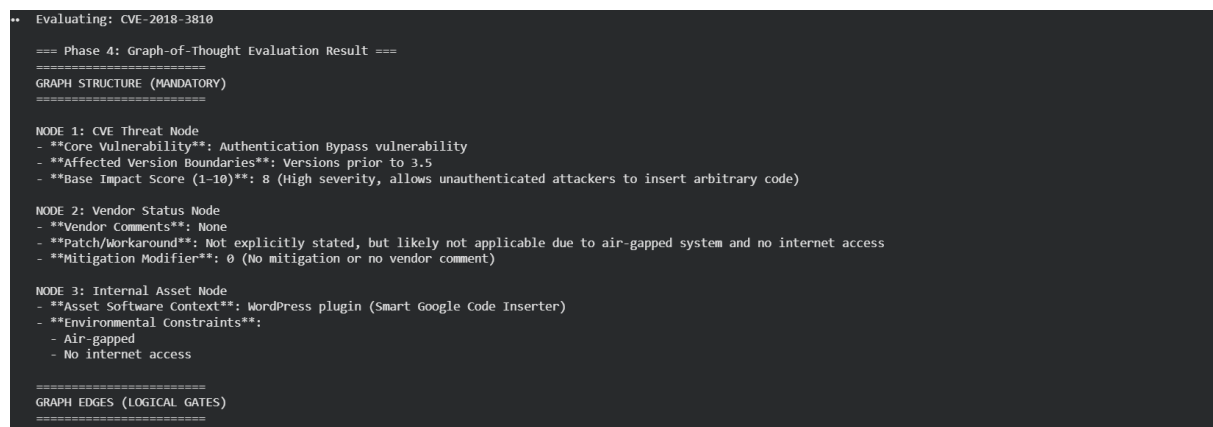 •• Evaluating: CVE-2018-3810
=== Phase 4: Graph-of-Thought Evaluation Result ===
========================
GRAPH STRUCTURE (MANDATORY)
========================
NODE 1: CVE Threat Node
- **Core Vulnerability**: Authentication Bypass vulnerability
- **Affected Version Boundaries**: Versions prior to 3.5
- **Base Impact Score (1–10)**: 8 (High severity, allows unauthenticated attackers to insert arbitrary code)
NODE 2: Vendor Status Node
- **Vendor Comments**: None
- **Patch/Workaround**: Not explicitly stated, but likely not applicable due to air-gapped system and no internet access
- **Mitigation Modifier**: 0 (No mitigation or no vendor comment)
NODE 3: Internal Asset Node
- **Asset Software Context**: WordPress plugin (Smart Google Code Inserter)
- **Environmental Constraints**:
- Air-gapped
- No internet access
========================
GRAPH EDGES (LOGICAL GATES)
========================